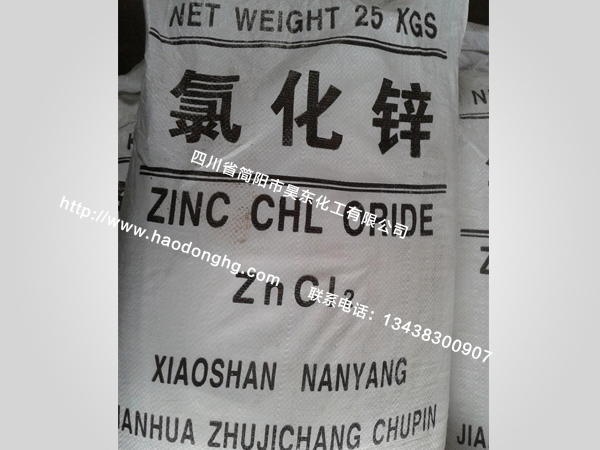 NET WEIGHT 25 KGS
氯化锌
四川省简阳市昊东化工有限公司
ZINC CHL ORIDE
http://www.haodonghg.com
ZnCl2
联系电话：13438300907
XIAOSHAN NANYANG
ZHUJICHANG CHUPIN